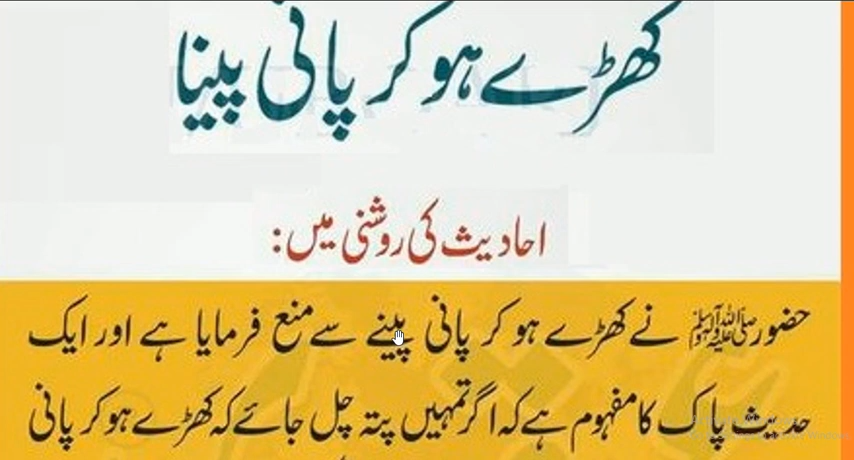 کھڑے ہو کر پانی پینا
احادیث کی روشنی میں:
حضور ﷺ نے کھڑے ہو کر پانی پینے سے منع فرمایا ہے اور ایک
حدیث پاک کا مفہوم ہے کہ اگر تمہیں پتہ چل جائے کہ کھڑے ہو کر پانی